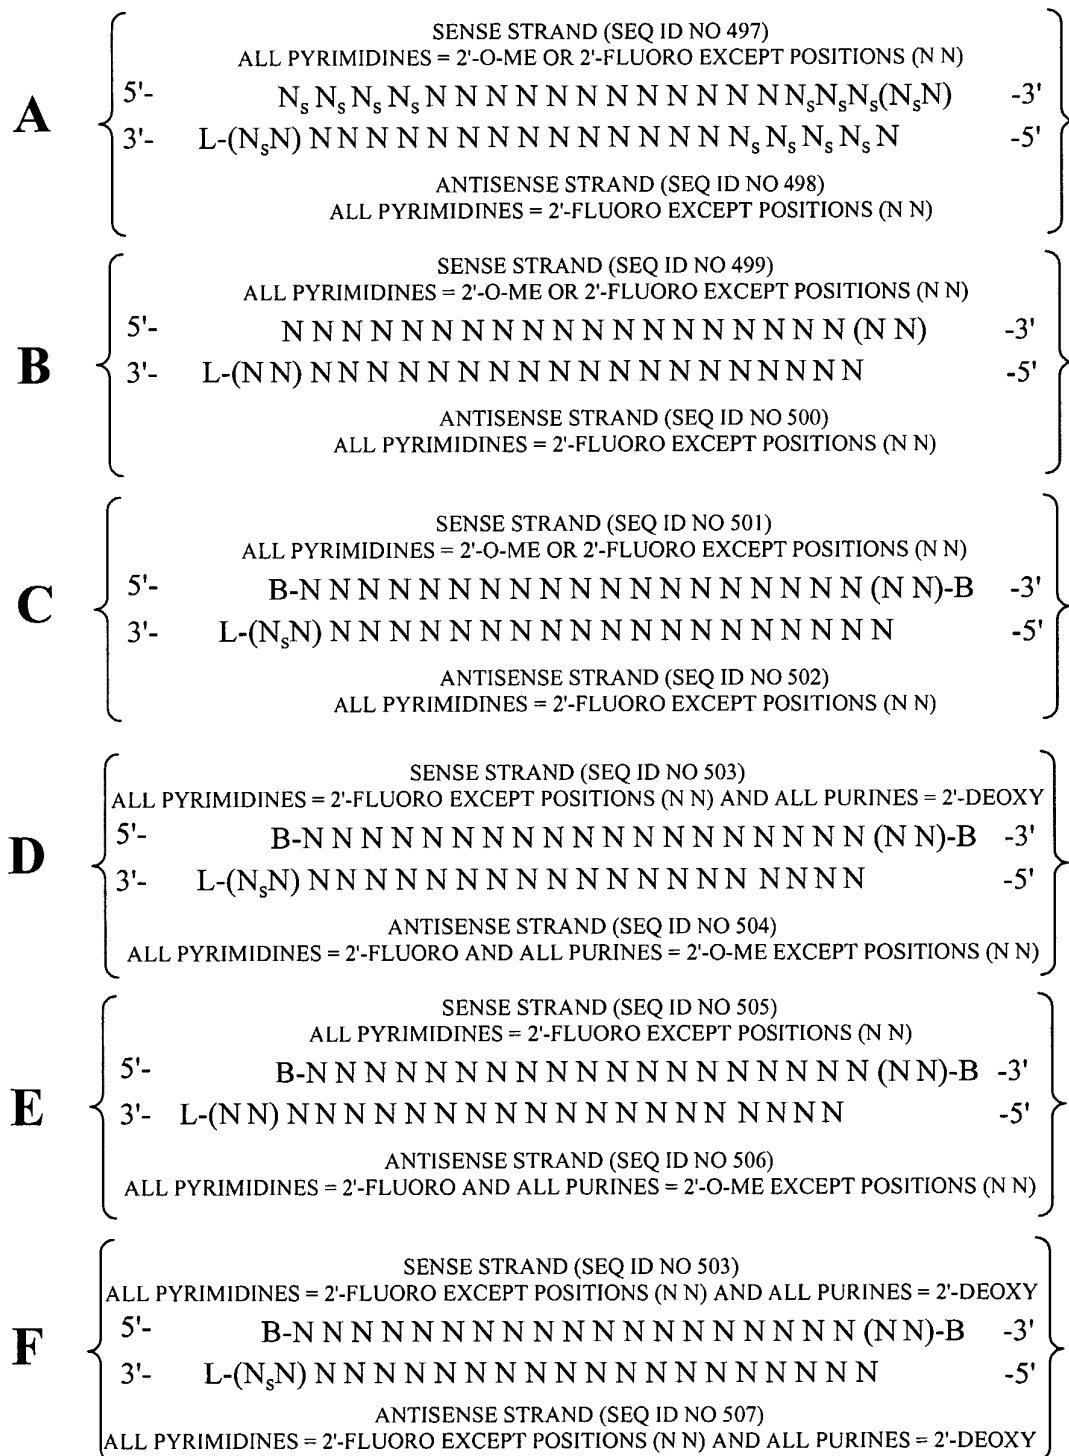 SENSE STRAND (SEQ ID NO 497)
ALL PYRIMIDINES = 2'-O-ME OR 2'-FLUORO EXCEPT POSITIONS (N N)
5'- NₛNₛNₛNₛN N N N N N N N N N N N NₛNₛNₛ(NₛN) -3'
A
3'- L-(NₛN) N N N N N N N N N N N N N N Nₛ Nₛ Nₛ Nₛ N -5'
ANTISENSE STRAND (SEQ ID NO 498)
ALL PYRIMIDINES = 2'-FLUORO EXCEPT POSITIONS (N N)
SENSE STRAND (SEQ ID NO 499)
ALL PYRIMIDINES = 2'-O-ME OR 2'-FLUORO EXCEPT POSITIONS (N N)
5'- N N N N N N N N N N N N N N N N N N N (N N) -3'
B
3'- L-(N N) N N N N N N N N N N N N N N N N N N N -5'
ANTISENSE STRAND (SEQ ID NO 500)
ALL PYRIMIDINES = 2'-FLUORO EXCEPT POSITIONS (N N)
SENSE STRAND (SEQ ID NO 501)
ALL PYRIMIDINES = 2'-O-ME OR 2'-FLUORO EXCEPT POSITIONS (N N)
5'- B-N N N N N N N N N N N N N N N N N N N (N N)-B -3'
C
3'- L-(NₛN) N N N N N N N N N N N N N N N N N N N -5'
ANTISENSE STRAND (SEQ ID NO 502)
ALL PYRIMIDINES = 2'-FLUORO EXCEPT POSITIONS (N N)
SENSE STRAND (SEQ ID NO 503)
ALL PYRIMIDINES = 2'-FLUORO EXCEPT POSITIONS (N N) AND ALL PURINES = 2'-DEOXY
5'- B-N N N N N N N N N N N N N N N N N N N (N N)-B -3'
D
3'- L-(NₛN) N N N N N N N N N N N N N N N N N N N -5'
ANTISENSE STRAND (SEQ ID NO 504)
ALL PYRIMIDINES = 2'-FLUORO AND ALL PURINES = 2'-O-ME EXCEPT POSITIONS (N N)
SENSE STRAND (SEQ ID NO 505)
ALL PYRIMIDINES = 2'-FLUORO EXCEPT POSITIONS (N N)
5'- B-N N N N N N N N N N N N N N N N N N N (N N)-B -3'
E
3'- L-(N N) N N N N N N N N N N N N N N N N N N N -5'
ANTISENSE STRAND (SEQ ID NO 506)
ALL PYRIMIDINES = 2'-FLUORO AND ALL PURINES = 2'-O-ME EXCEPT POSITIONS (N N)
SENSE STRAND (SEQ ID NO 503)
ALL PYRIMIDINES = 2'-FLUORO EXCEPT POSITIONS (N N) AND ALL PURINES = 2'-DEOXY
5'- B-N N N N N N N N N N N N N N N N N N N (N N)-B -3'
F
3'- L-(NₛN) N N N N N N N N N N N N N N N N N N N -5'
ANTISENSE STRAND (SEQ ID NO 507)
ALL PYRIMIDINES = 2'-FLUORO EXCEPT POSITIONS (N N) AND ALL PURINES = 2'-DEOXY